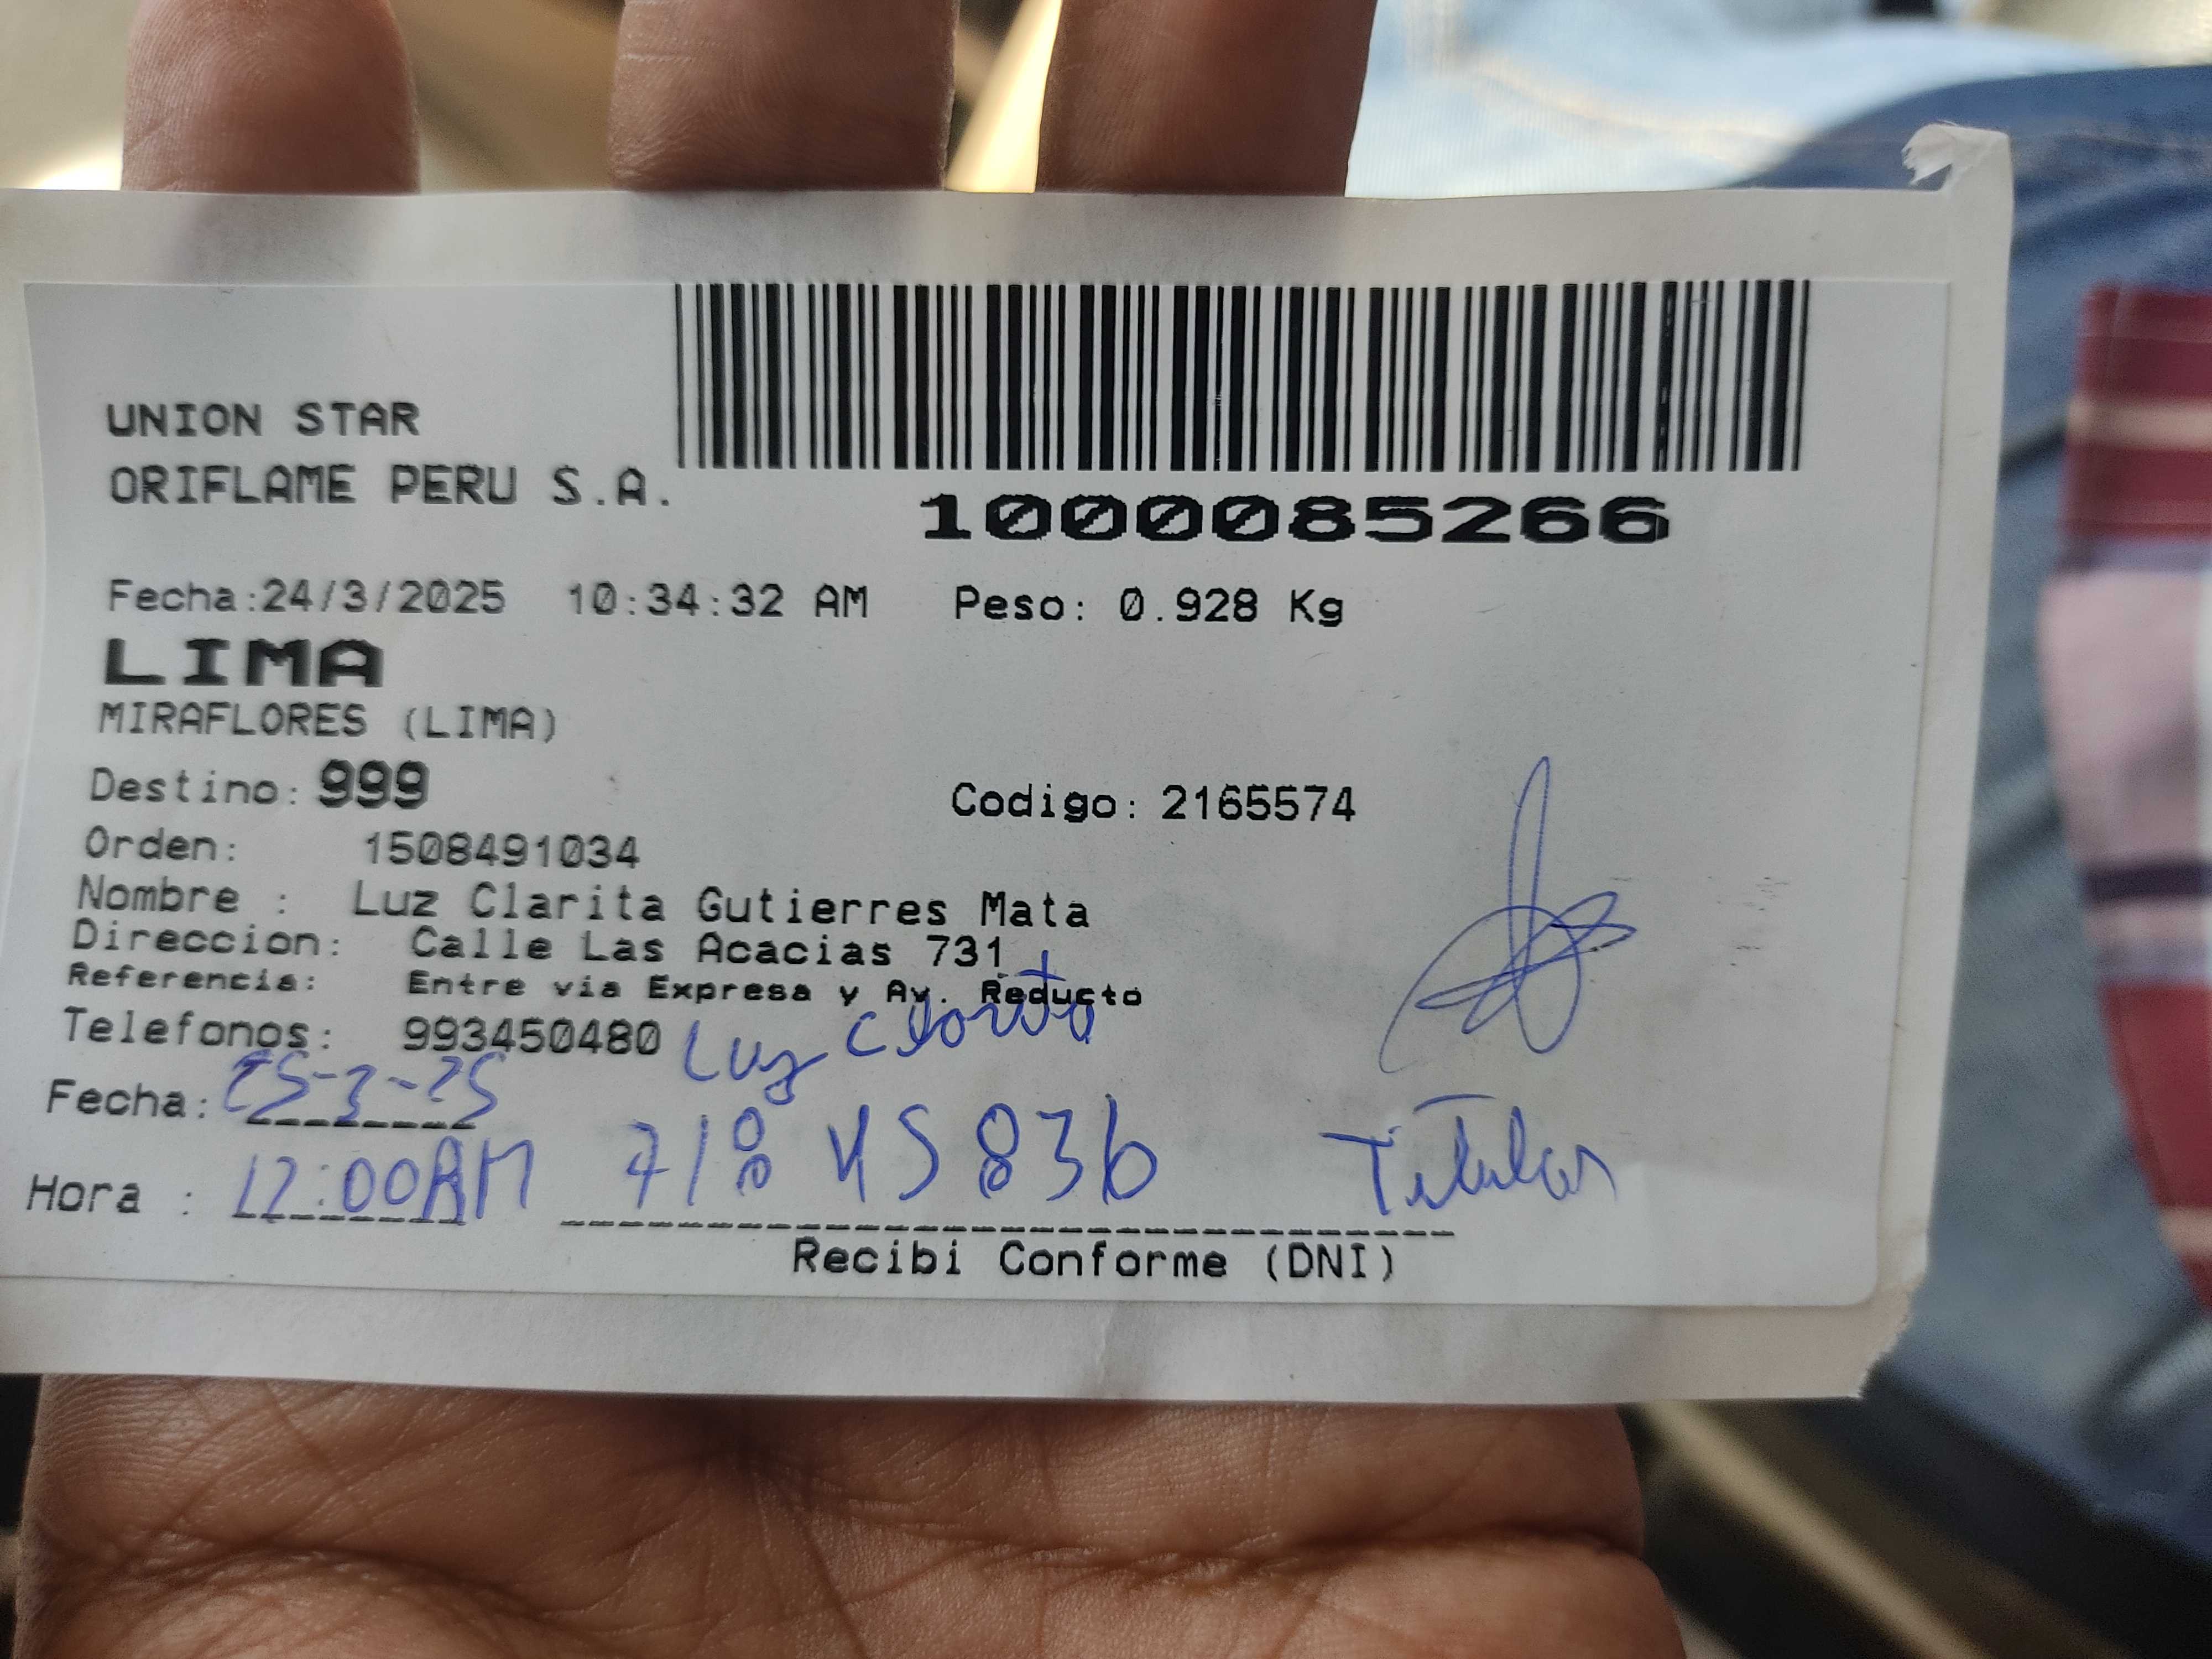 UNION STAR
ORIFLAME PERU S.A.
1000085266
Fecha:24/3/2025 10:34:32 AM Peso: 0.928 Kg
LIMA
MIRAFLORES (LIMA)
Destino: 999 Codigo: 2165574
Orden: 1508491034
Nombre : Luz Clarita Gutierres Mata
Direccion: Calle Las Acacias 731
Referencia: Entre via Expresa y Av. Reducto
Telefonos: 993450480 Luz Clarita
Fecha: 25-3-25
Hora : 12:00AM 71845836 Titular
Recibi Conforme (DNI)